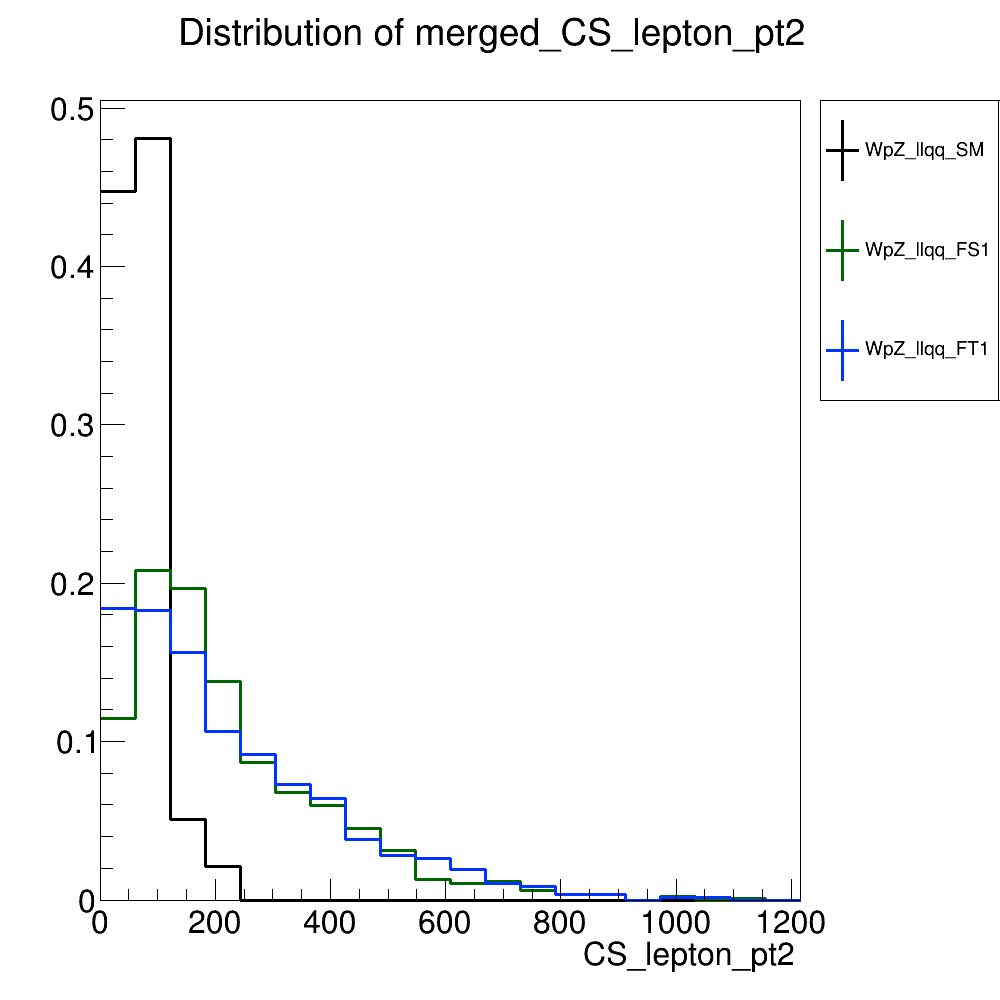 Distribution of merged_CS_lepton_pt2
0.5
0.4
0.3
0.2
0.1
0
0 200 400 600 800 1000 1200
CS_lepton_pt2
WpZ_llqq_SM
WpZ_llqq_FS1
WpZ_llqq_FT1